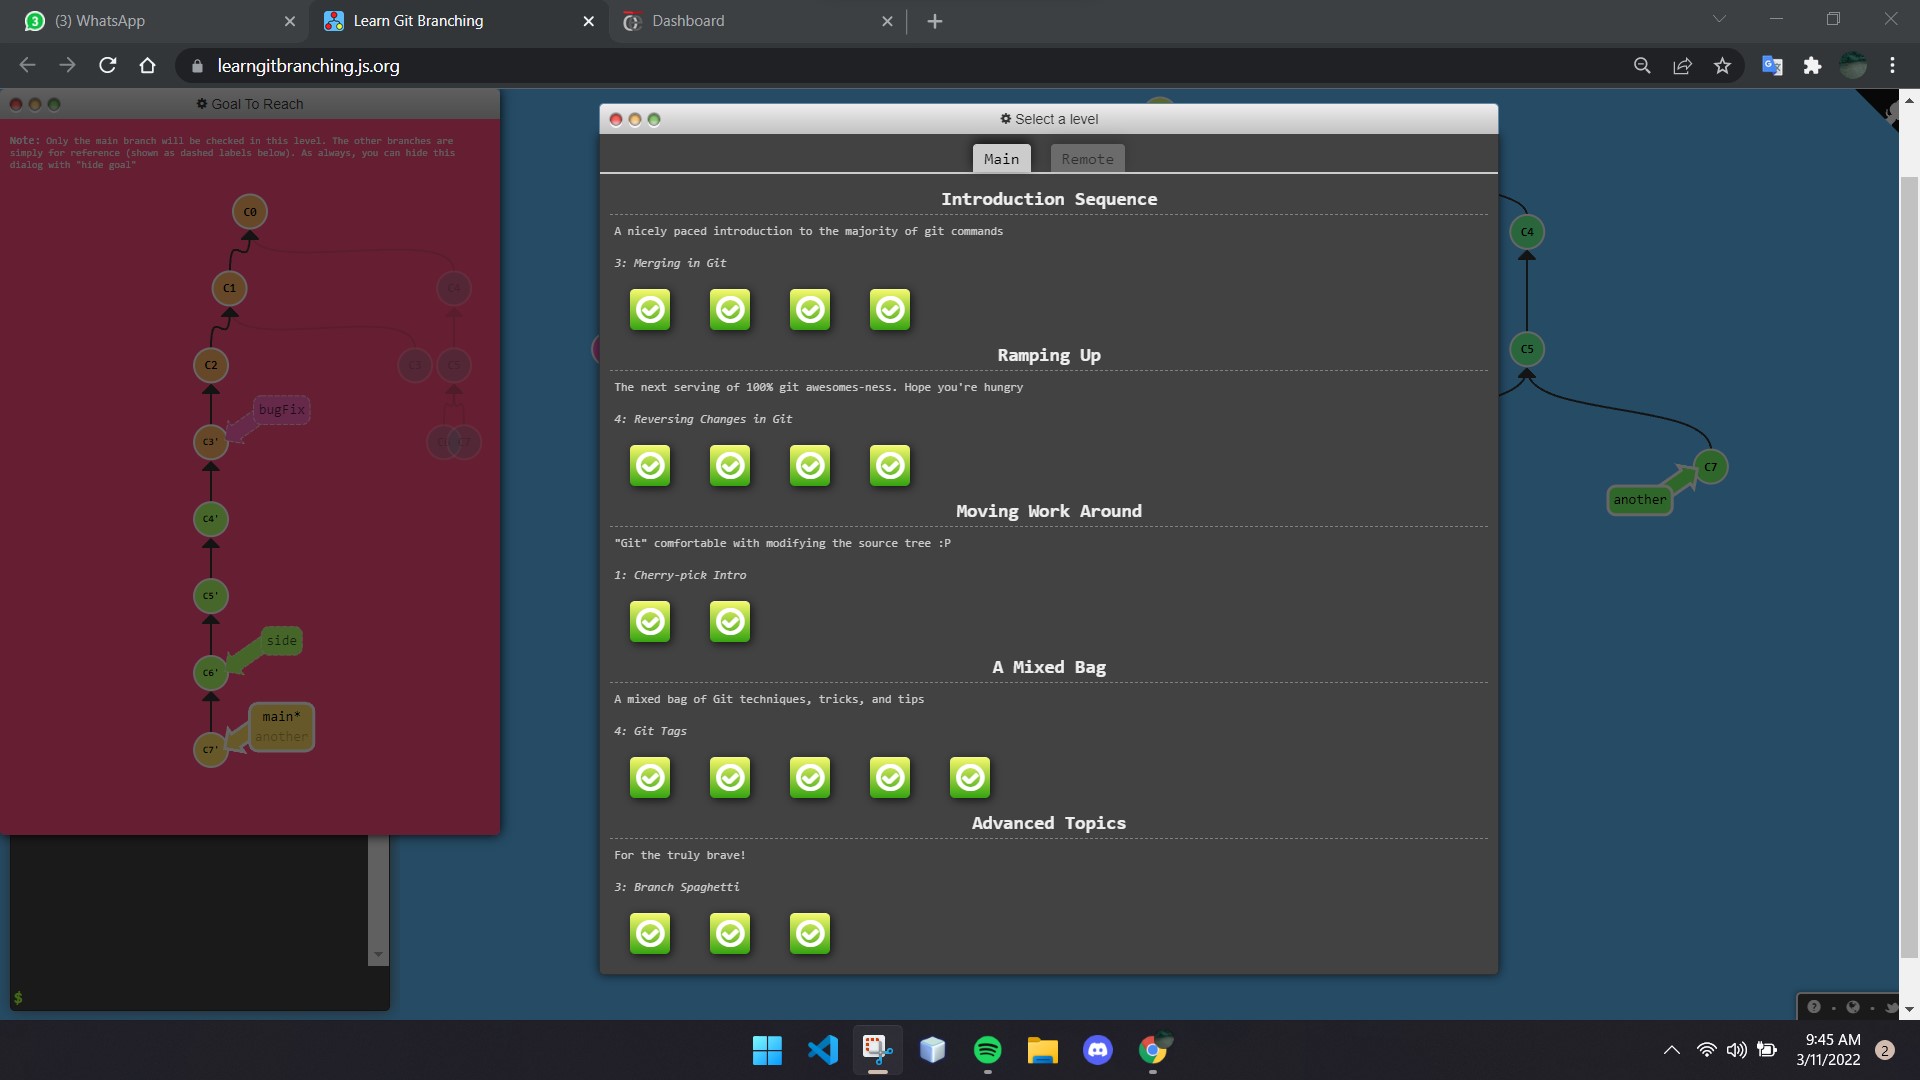 (3) WhatsApp
Learn Git Branching
Dashboard
learngitbranching.js.org
Goal To Reach
Note: Only the main branch will be checked in this level. The other branches are
simply for reference (shown as dashed labels below). As always, you can hide this
dialog with "hide goal"
C0
C1
C2
bugFix
C3'
C4'
C5'
side
C6'
main*
another
C7'
C4
C3
C5
C7
$
Select a level
Main
Remote
Introduction Sequence
A nicely paced introduction to the majority of git commands
3: Merging in Git
Ramping Up
The next serving of 100% git awesomes-ness. Hope you're hungry
4: Reversing Changes in Git
Moving Work Around
"Git" comfortable with modifying the source tree :P
1: Cherry-pick Intro
A Mixed Bag
A mixed bag of Git techniques, tricks, and tips
4: Git Tags
Advanced Topics
For the truly brave!
3: Branch Spaghetti
C4
C5
C7
another
9:45 AM
3/11/2022
2